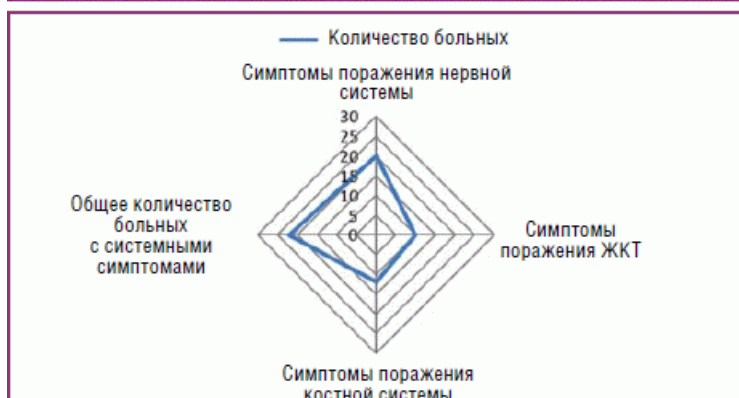 Количество больных
Симптомы поражения нервной
системы
30
25
20
15
10
5
0
Общее количество
больных
с системными
симптомами
Симптомы
поражения ЖКТ
Симптомы поражения
костной системы